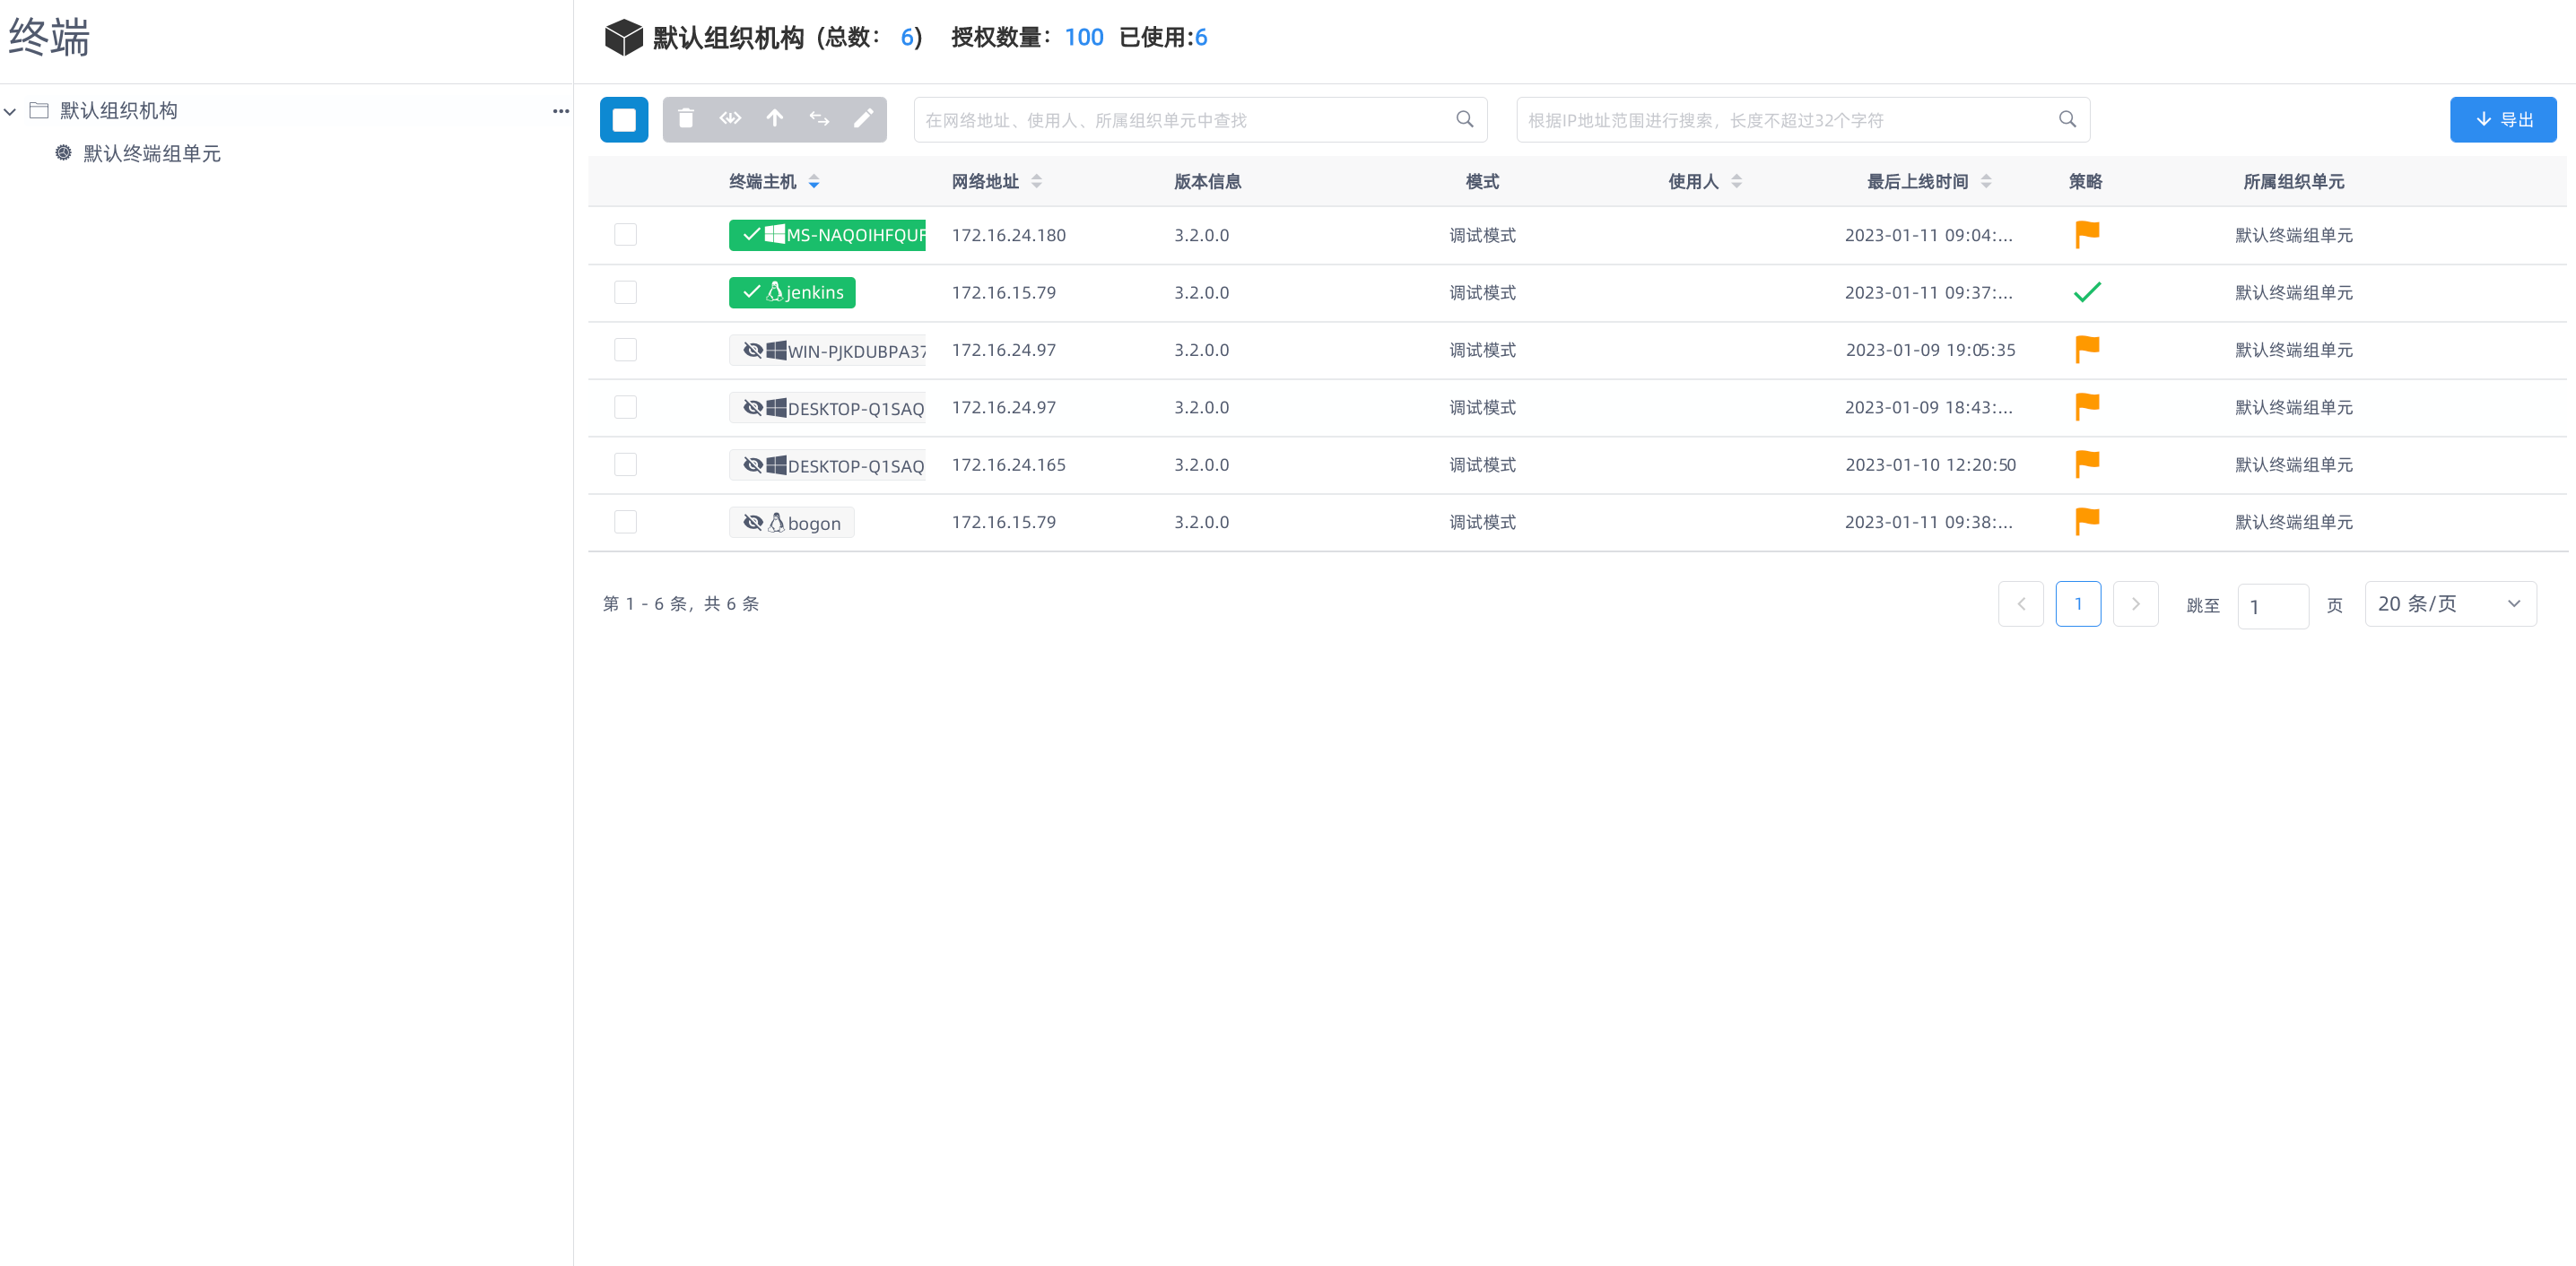 终端
默认组织机构 (总数: 6) 授权数量: 100 已使用:6
默认组织机构
默认终端组单元
在网络地址、使用人、所属组织单元中查找
根据IP地址范围进行搜索，长度不超过32个字符
导出
终端主机 网络地址 版本信息 模式 使用人 最后上线时间 策略 所属组织单元
MS-NAQOIHFQUF 172.16.24.180 3.2.0.0 调试模式 2023-01-11 09:04:... 默认终端组单元
jenkins 172.16.15.79 3.2.0.0 调试模式 2023-01-11 09:37:... 默认终端组单元
WIN-PJKDUBPA37 172.16.24.97 3.2.0.0 调试模式 2023-01-09 19:05:35 默认终端组单元
DESKTOP-Q1SAQ 172.16.24.97 3.2.0.0 调试模式 2023-01-09 18:43:... 默认终端组单元
DESKTOP-Q1SAQ 172.16.24.165 3.2.0.0 调试模式 2023-01-10 12:20:50 默认终端组单元
bogon 172.16.15.79 3.2.0.0 调试模式 2023-01-11 09:38:... 默认终端组单元
第 1 - 6 条，共 6 条
1 跳至 1 页 20 条/页